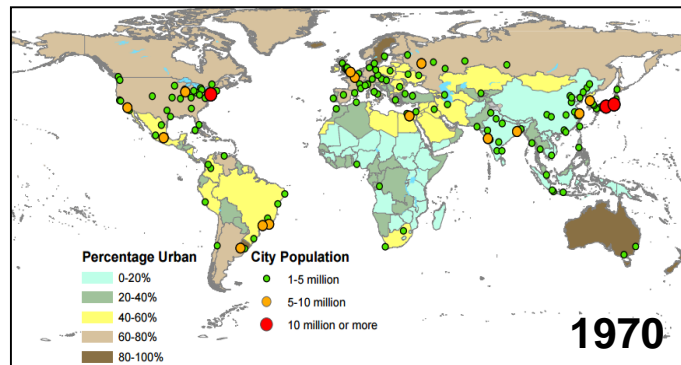 Percentage Urban
0-20%
20-40%
40-60%
60-80%
80-100%
City Population
1-5 million
5-10 million
10 million or more
1970